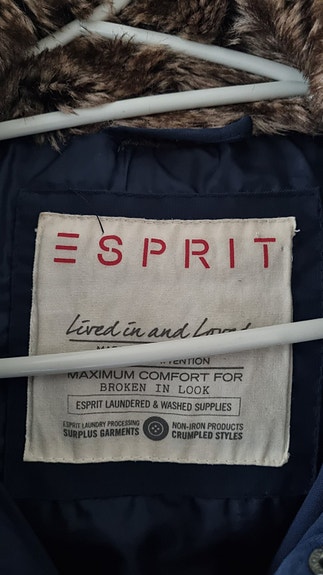 ESPRIT
Lived in and Loved
MAXIMUM COMFORT FOR
BROKEN IN LOOK
ESPRIT LAUNDERED & WASHED SUPPLIES
ESPRIT LAUNDRY PROCESSING
SURPLUS GARMENTS
NON-IRON PRODUCTS
CRUMPLED STYLES